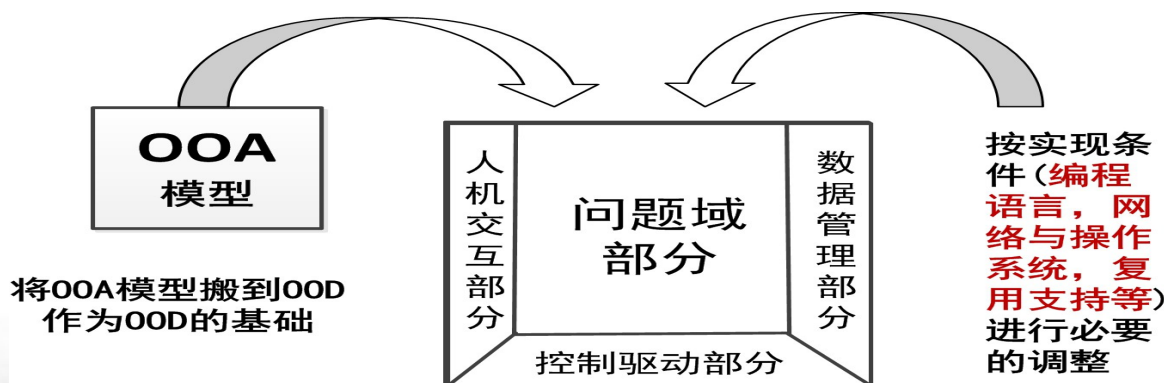 OOA
模型
将OOA模型搬到OOD
作为OOD的基础
人机交互部分
问题域
部分
数据管理部分
控制驱动部分
按实现条
件(编程
语言，网
络与操作
系统，复
用支持等)
进行必要
的调整